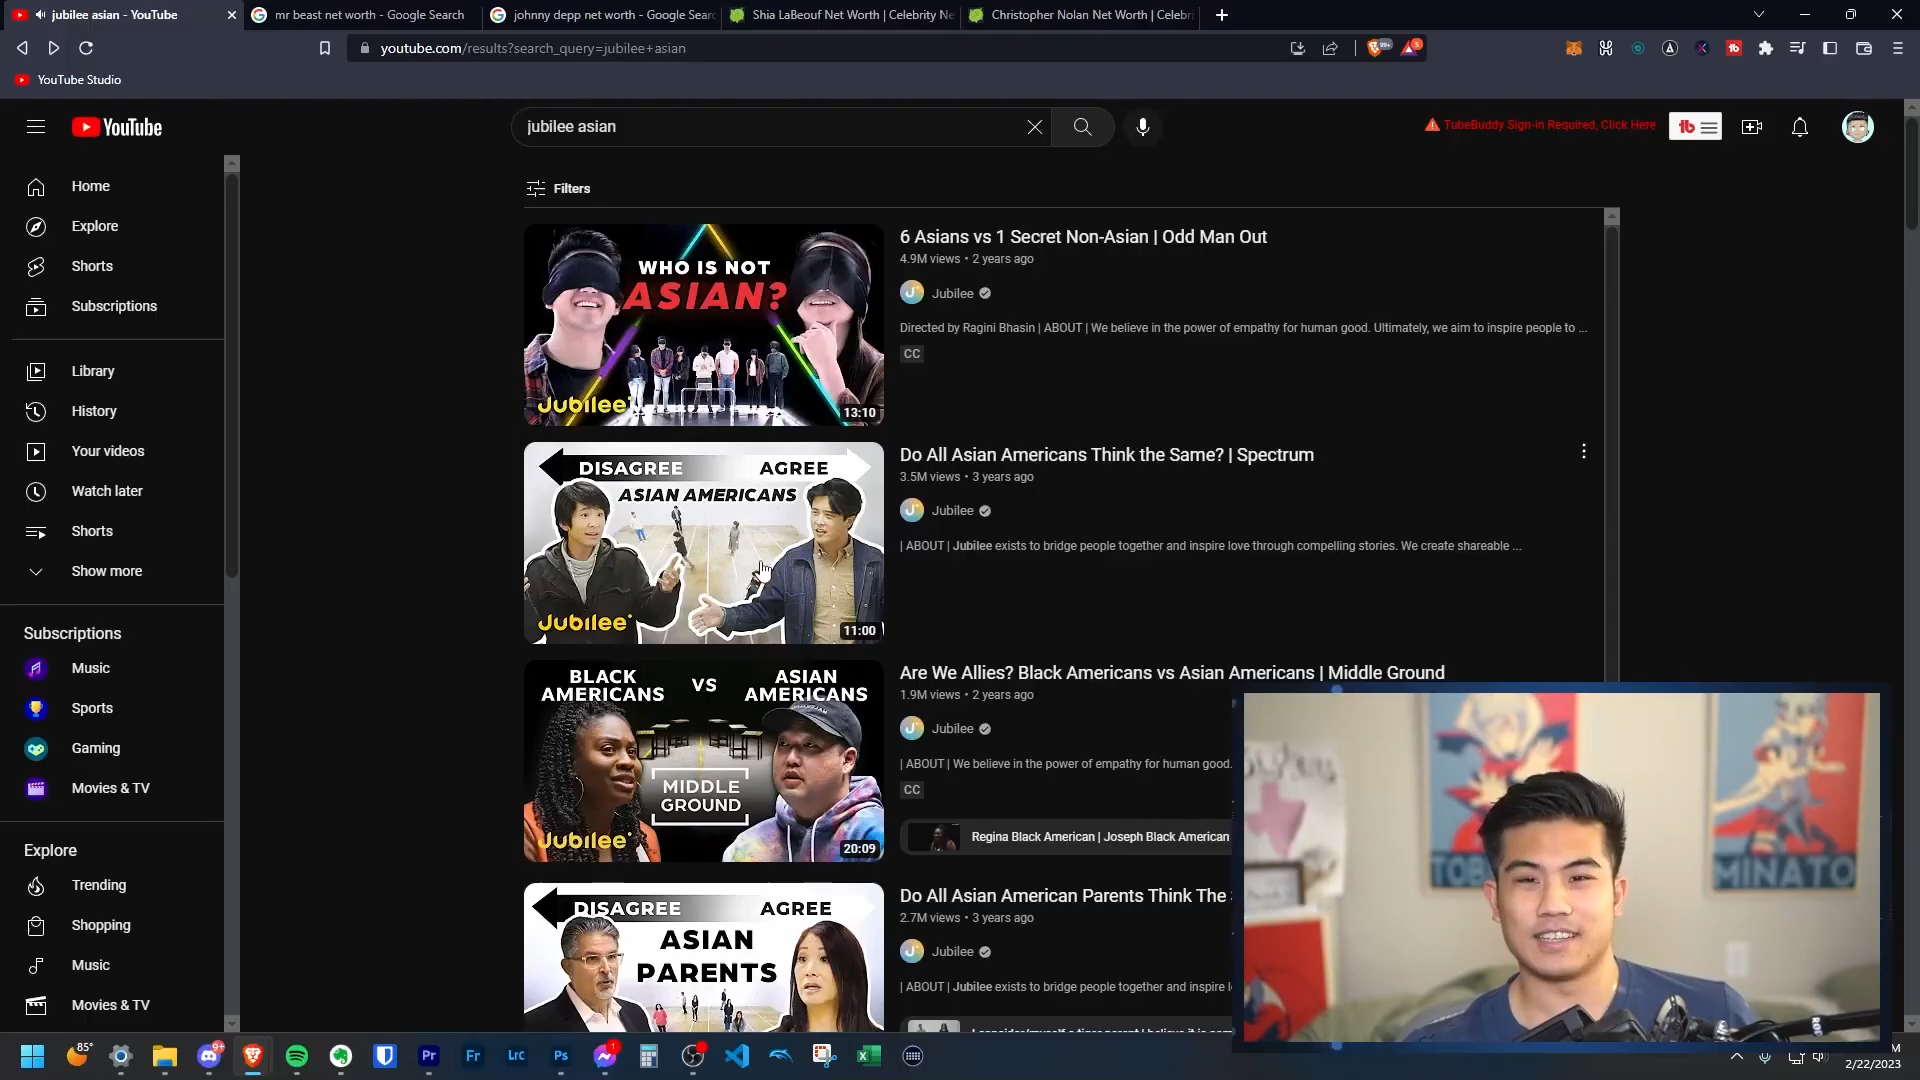 jubilee asian - YouTube
mr beast net worth - Google Search
johnny depp net worth - Google Searc
Shia LaBeouf Net Worth | Celebrity Ne
Christopher Nolan Net Worth | Celebri
youtube.com/results?search_query=jubilee+asian
YouTube Studio
YouTube
jubilee asian
TubeBuddy Sign-in Required, Click Here
tb
Filters
Home
Explore
Shorts
Subscriptions
Library
History
Your videos
Watch later
Shorts
Show more
Subscriptions
Music
Sports
Gaming
Movies & TV
Explore
Trending
Shopping
Music
Movies & TV
WHO IS NOT
ASIAN?
Jubilee
13:10
6 Asians vs 1 Secret Non-Asian | Odd Man Out
4.9M views • 2 years ago
Jubilee
Directed by Ragini Bhasin | ABOUT | We believe in the power of empathy for human good. Ultimately, we aim to inspire people to ...
CC
DISAGREE AGREE
ASIAN AMERICANS
Jubilee
11:00
Do All Asian Americans Think the Same? | Spectrum
3.5M views • 3 years ago
Jubilee
| ABOUT | Jubilee exists to bridge people together and inspire love through compelling stories. We create shareable ...
BLACK AMERICANS VS ASIAN AMERICANS
MIDDLE
GROUND
Jubilee
20:09
Are We Allies? Black Americans vs Asian Americans | Middle Ground
1.9M views • 2 years ago
Jubilee
| ABOUT | We believe in the power of empathy for human good.
CC
Regina Black American | Joseph Black American
DISAGREE AGREE
ASIAN
PARENTS
Do All Asian American Parents Think The
2.7M views • 3 years ago
Jubilee
| ABOUT | Jubilee exists to bridge people together and inspire
TOB
MINATO
85°
9+
Pr
Fr
LrC
Ps
1
M
2/22/2023